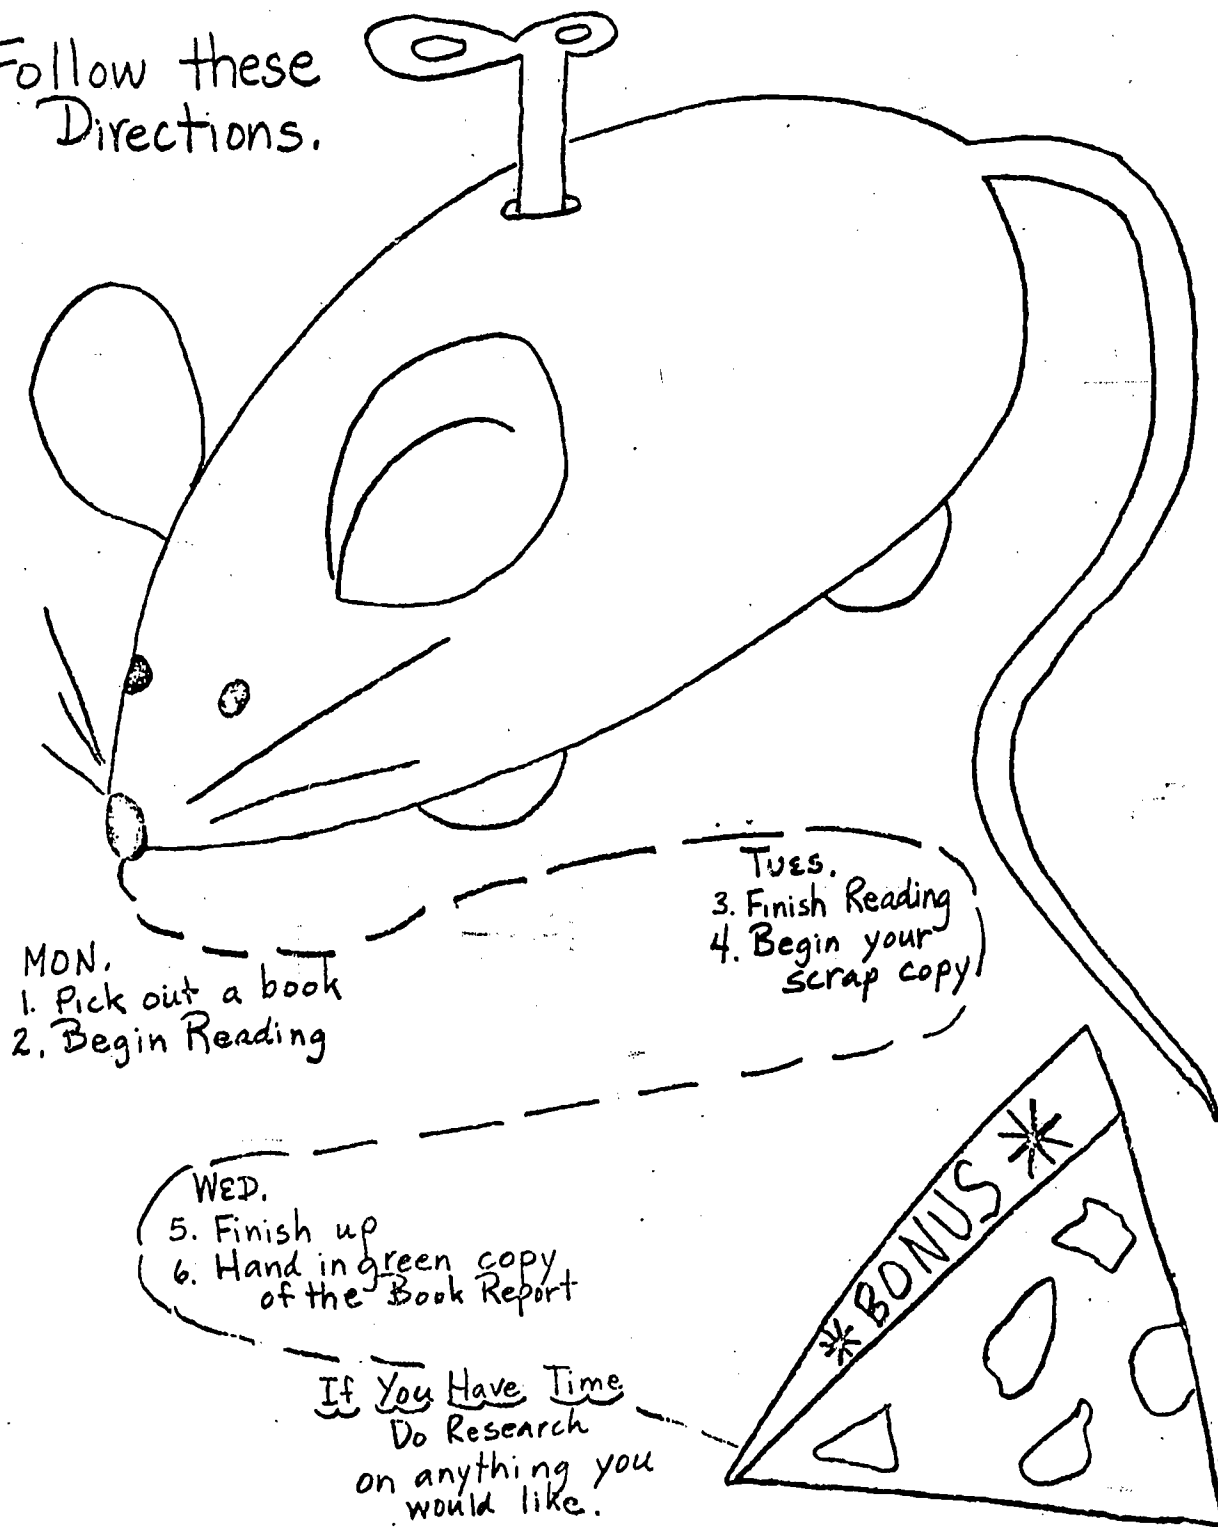 Follow these
Directions.
MON.
1. Pick out a book
2. Begin Reading
TUES.
3. Finish Reading
4. Begin your
scrap copy
WED.
5. Finish up
6. Hand in green copy
of the Book Report
If You Have Time
Do Research
on anything you
would like.
* BONUS *